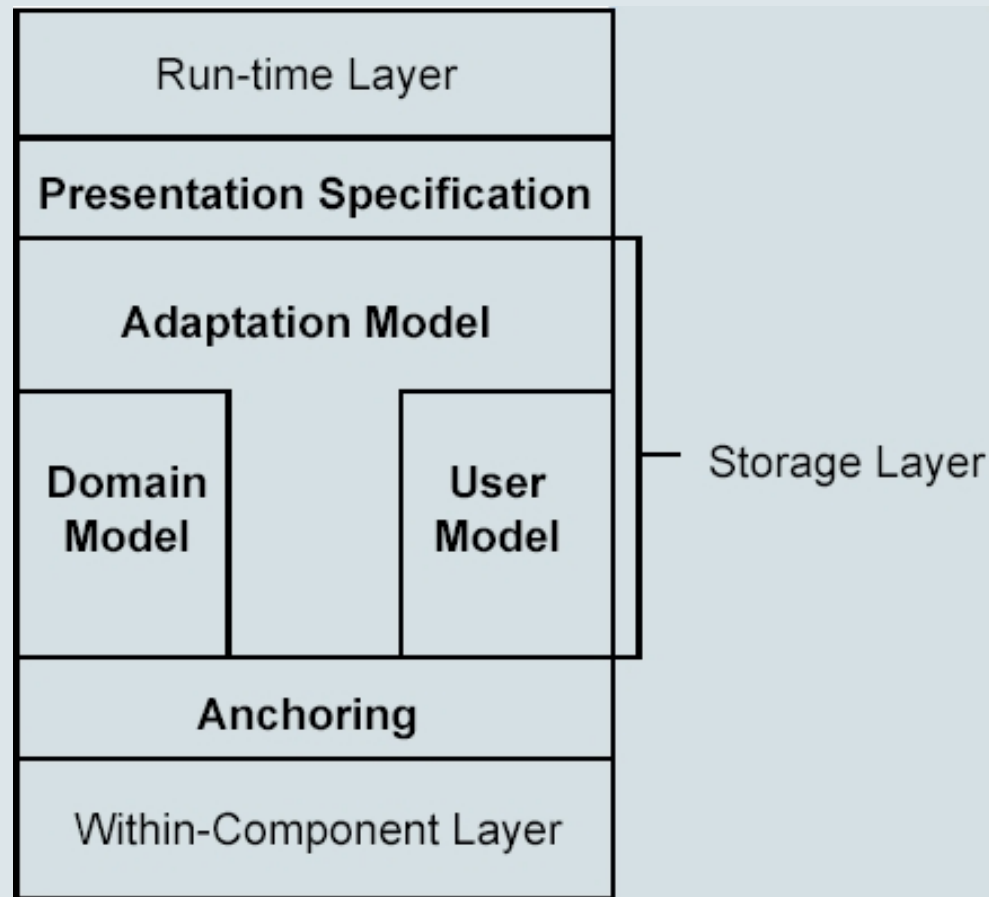 Run-time Layer
Presentation Specification
Adaptation Model
Domain
Model
User
Model
Storage Layer
Anchoring
Within-Component Layer